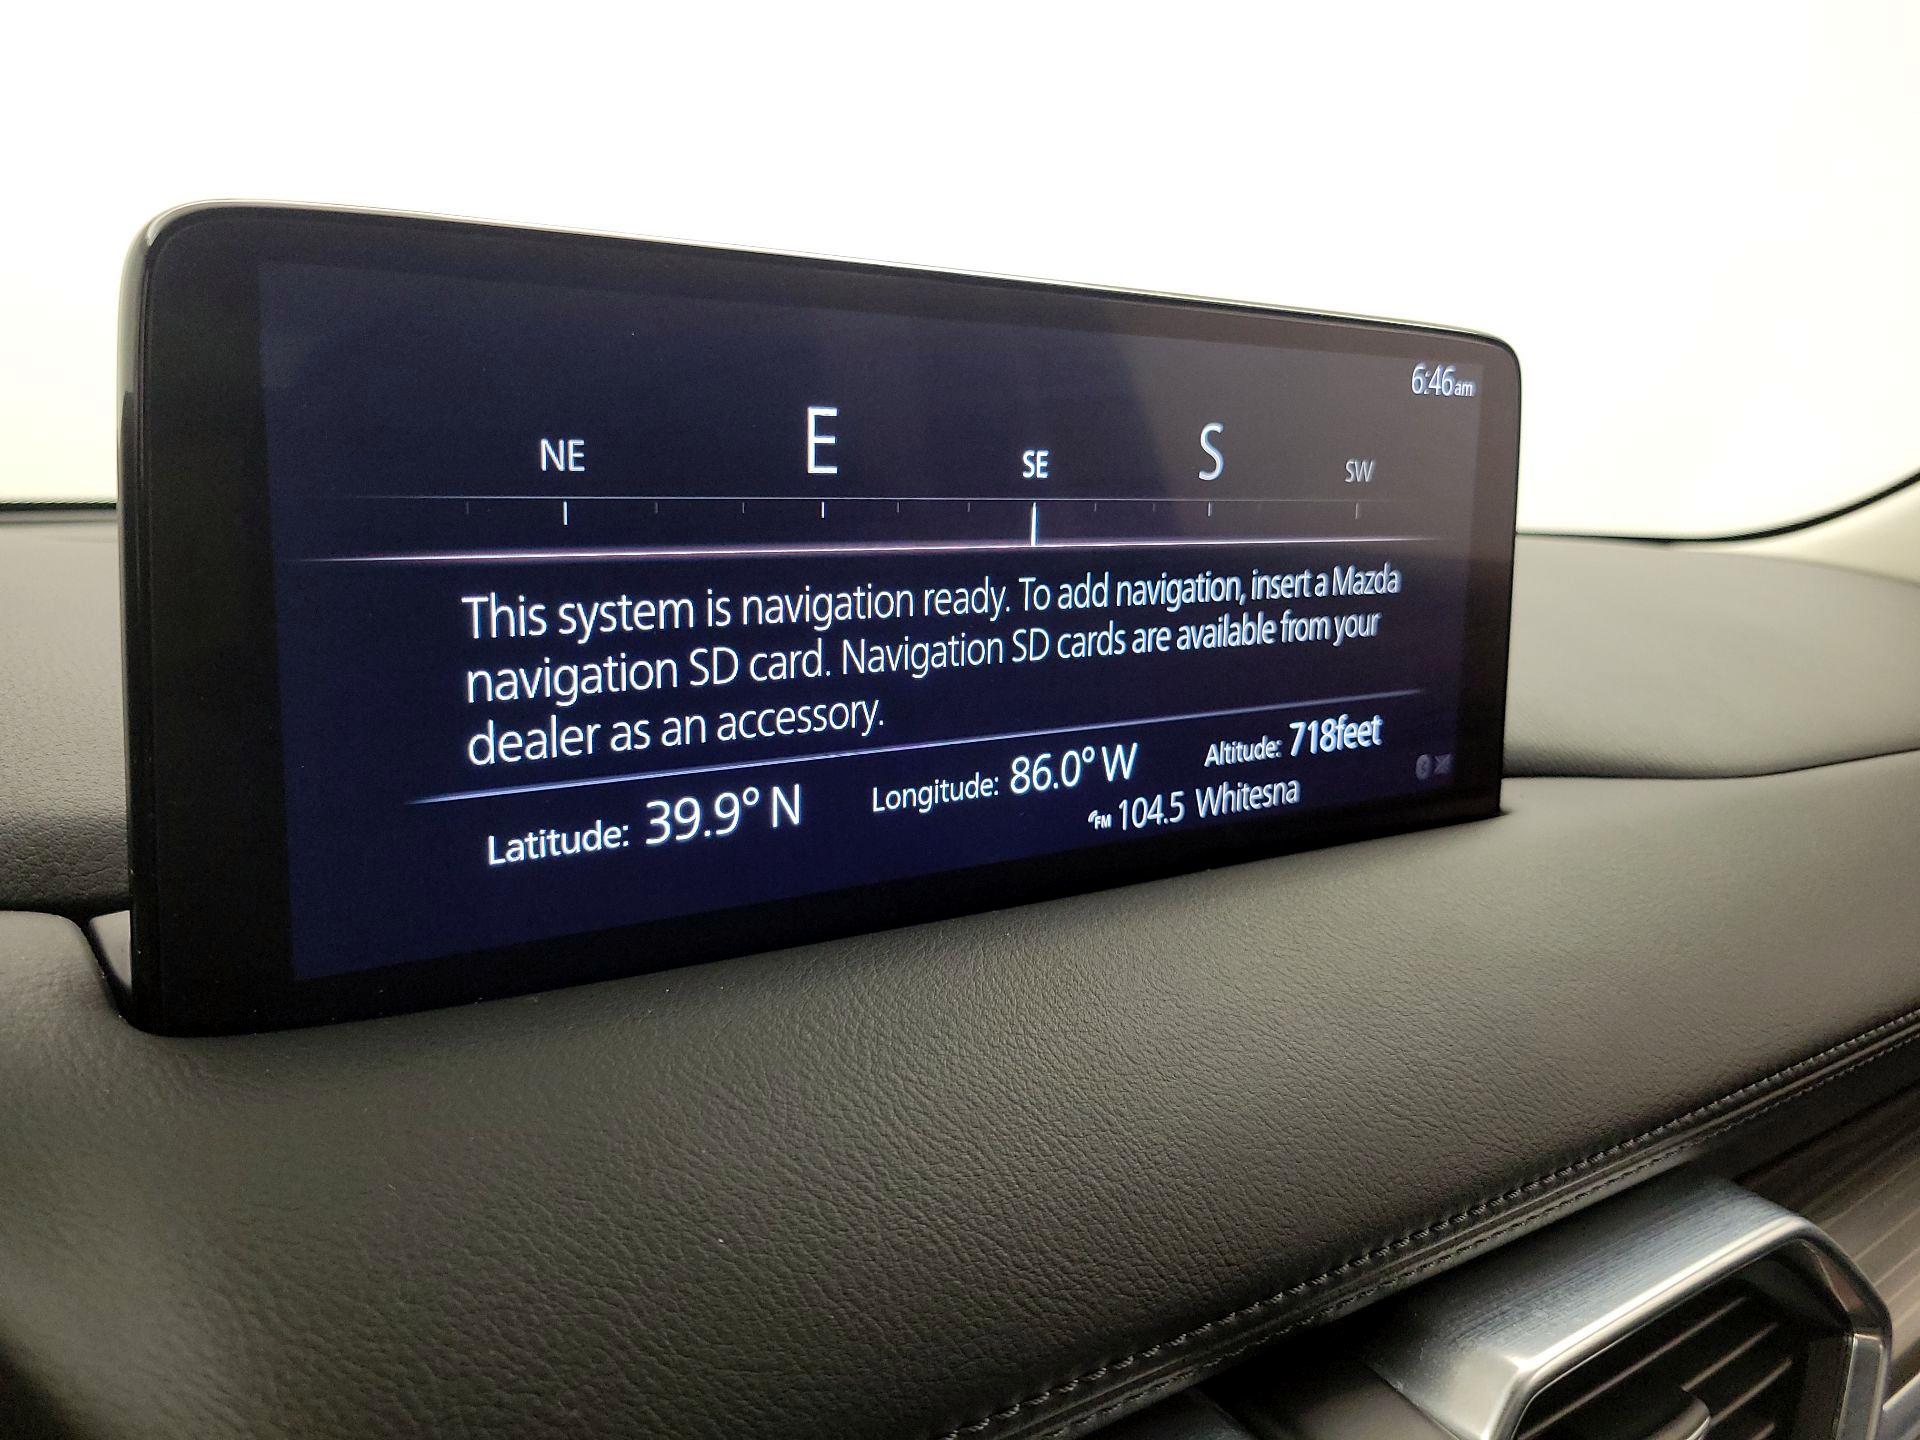 6:46am
NE E SE S SW
This system is navigation ready. To add navigation, insert a Mazda
navigation SD card. Navigation SD cards are available from your
dealer as an accessory.
Latitude: 39.9° N Longitude: 86.0° W Altitude: 718feet
FM 104.5 Whitesna